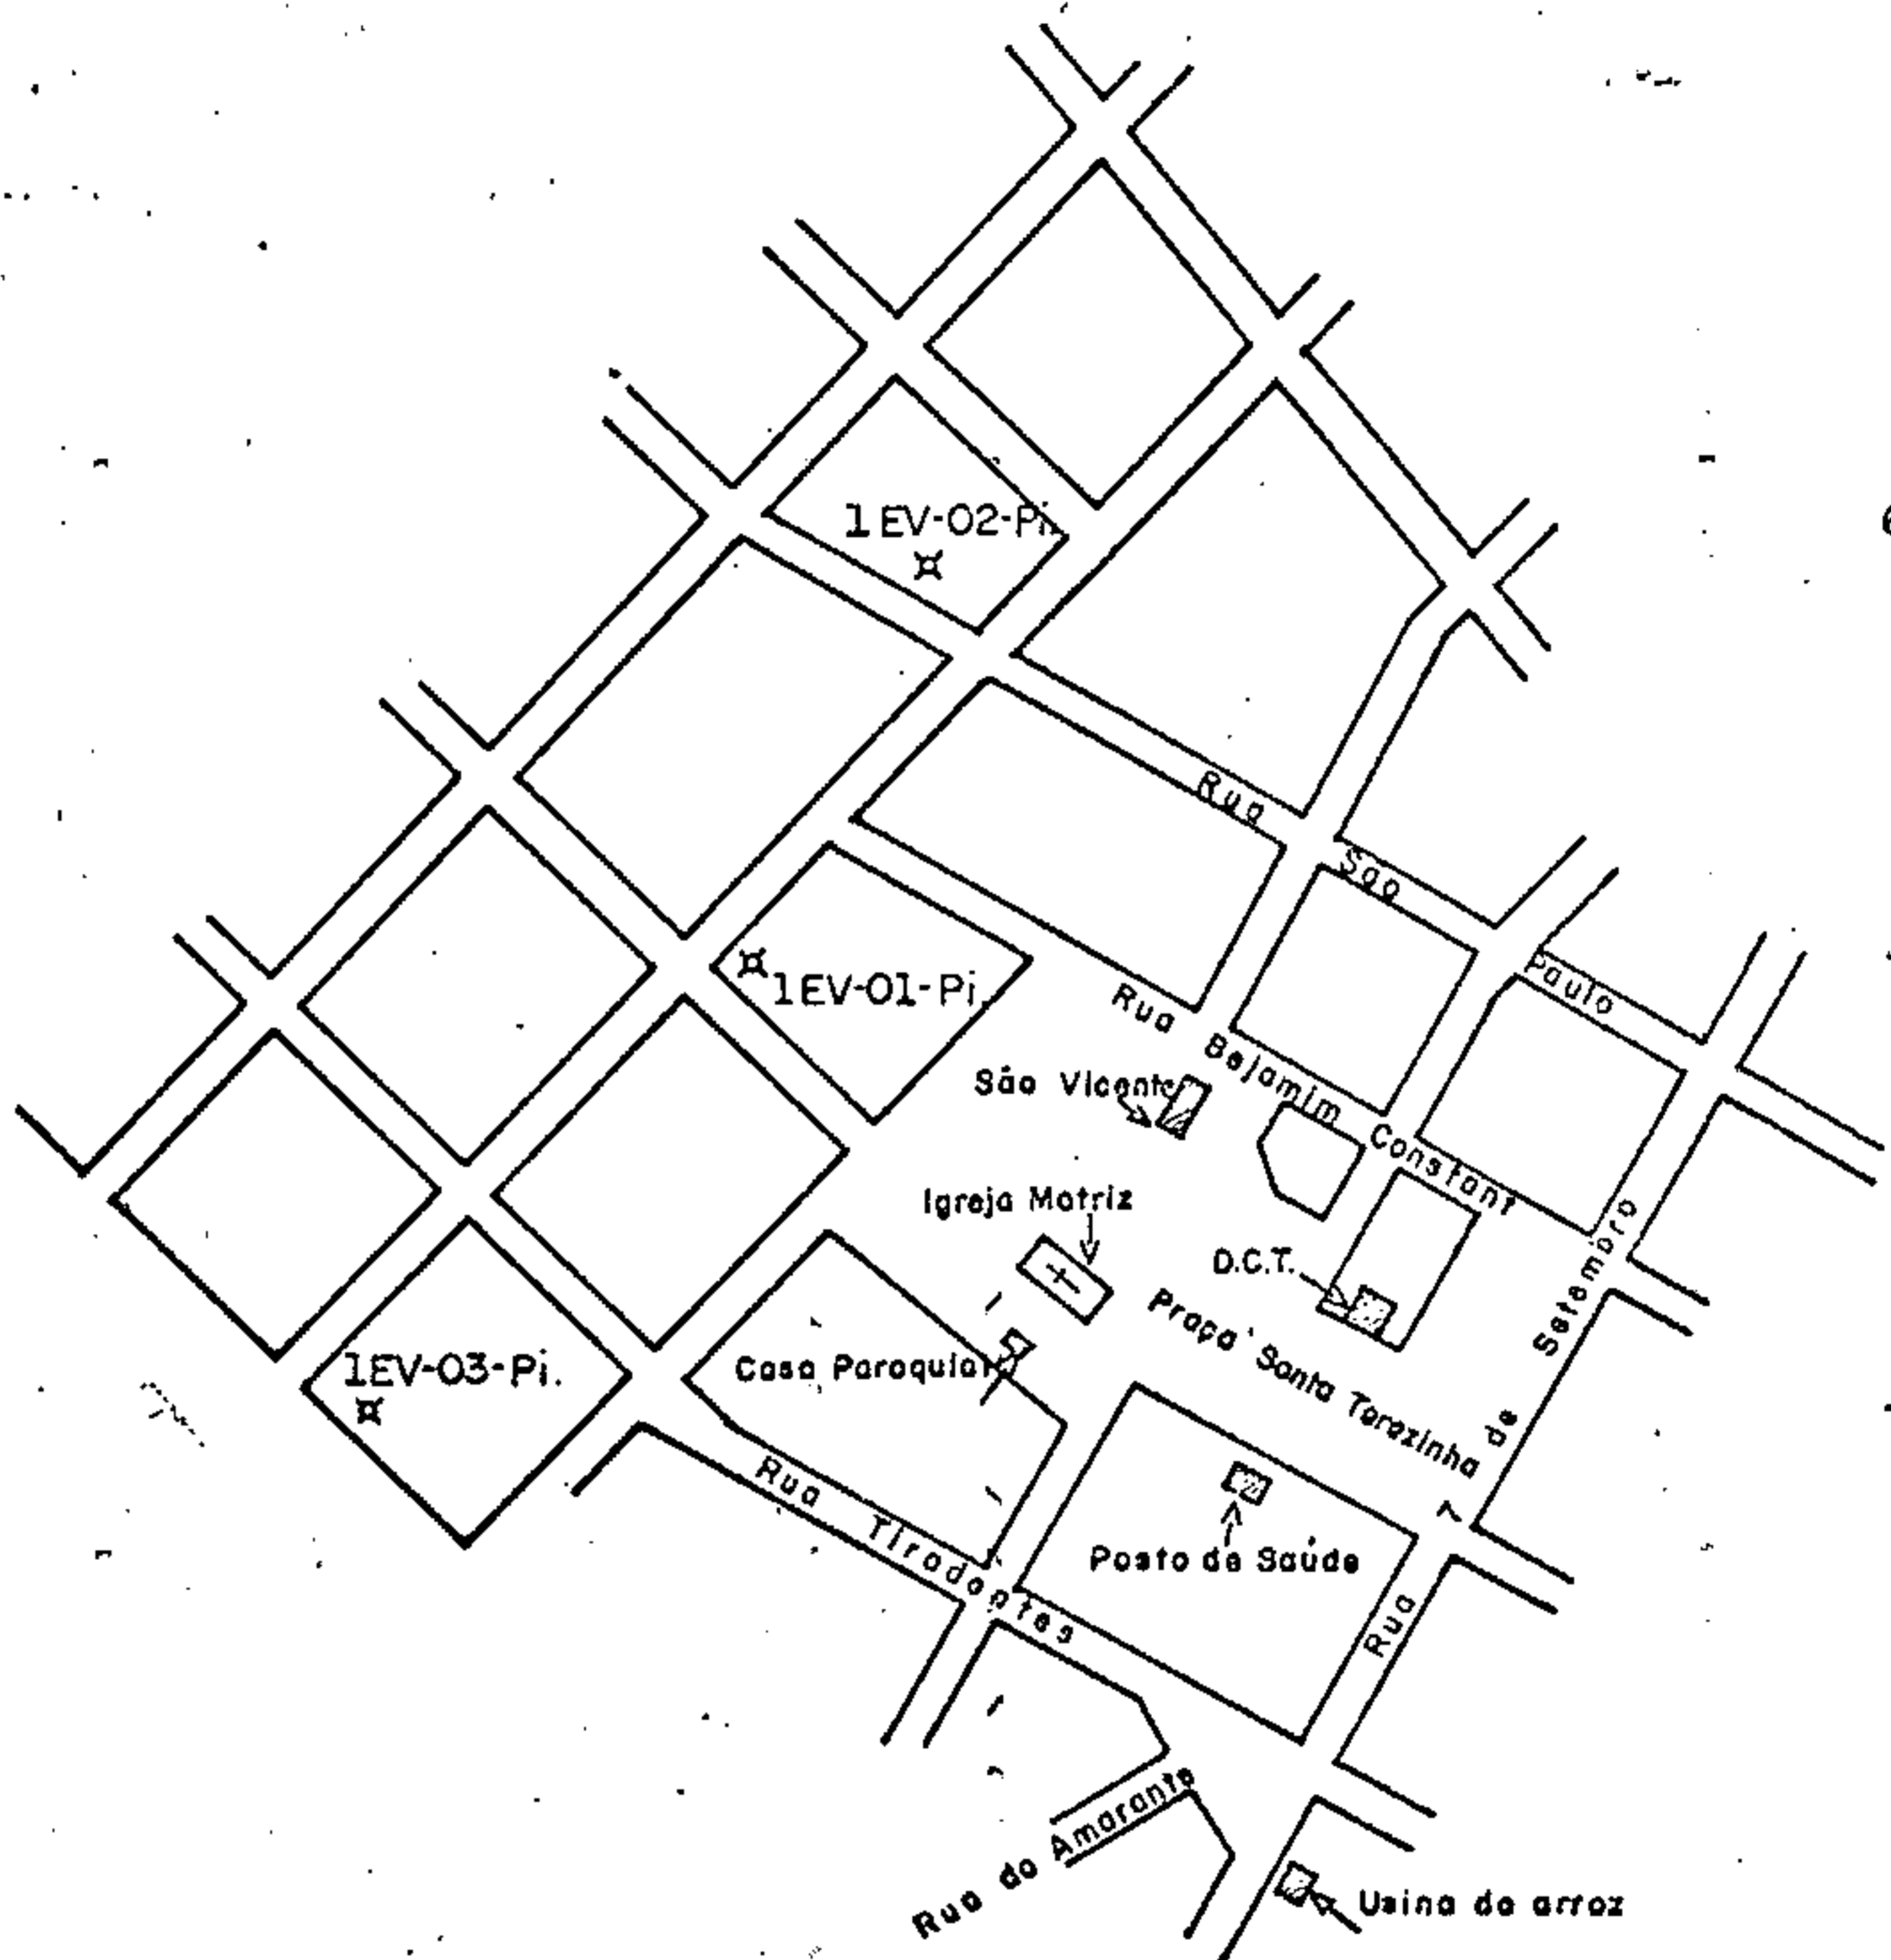 1EV-02-Pi.
Rua São Paulo
1EV-01-Pi.
Rua Bejamim Constant
São Vicente
Igreja Matriz
D.C.T.
Praça Santa Terezinha
Rua 7 de Setembro
1EV-03-Pi.
Casa Paroquial
Rua Tiradentes
Posto de Saúde
Rua do Amarante
Usina de arroz